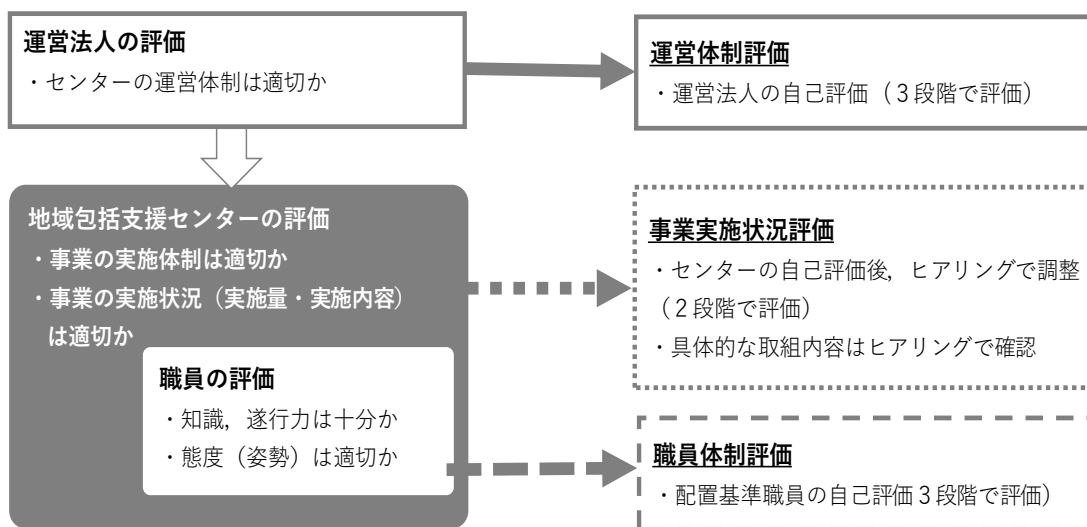 運営法人の評価
・センターの運営体制は適切か
運営体制評価
・運営法人の自己評価（３段階で評価）
地域包括支援センターの評価
・事業の実施体制は適切か
・事業の実施状況（実施量・実施内容）
は適切か
事業実施状況評価
・センターの自己評価後，ヒアリングで調整
（２段階で評価）
・具体的な取組内容はヒアリングで確認
職員の評価
・知識，遂行力は十分か
・態度（姿勢）は適切か
職員体制評価
・配置基準職員の自己評価３段階で評価）